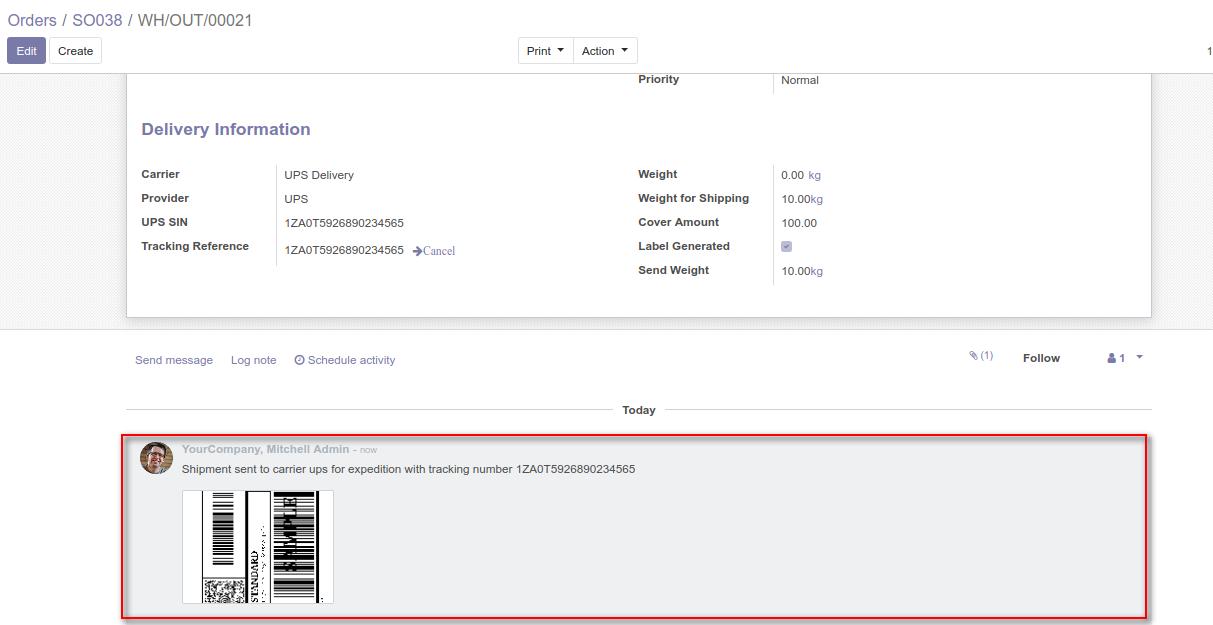 Orders / SO038 / WH/OUT/00021
Edit Create Print Action 1
Priority Normal
Delivery Information
Carrier UPS Delivery Weight 0.00 kg
Provider UPS Weight for Shipping 10.00kg
UPS SIN 1ZA0T5926890234565 Cover Amount 100.00
Tracking Reference 1ZA0T5926890234565 Cancel Label Generated
Send Weight 10.00kg
Send message Log note Schedule activity (1) Follow 1
Today
YourCompany, Mitchell Admin - now
Shipment sent to carrier ups for expedition with tracking number 1ZA0T5926890234565
STANDARD
SAMPLE